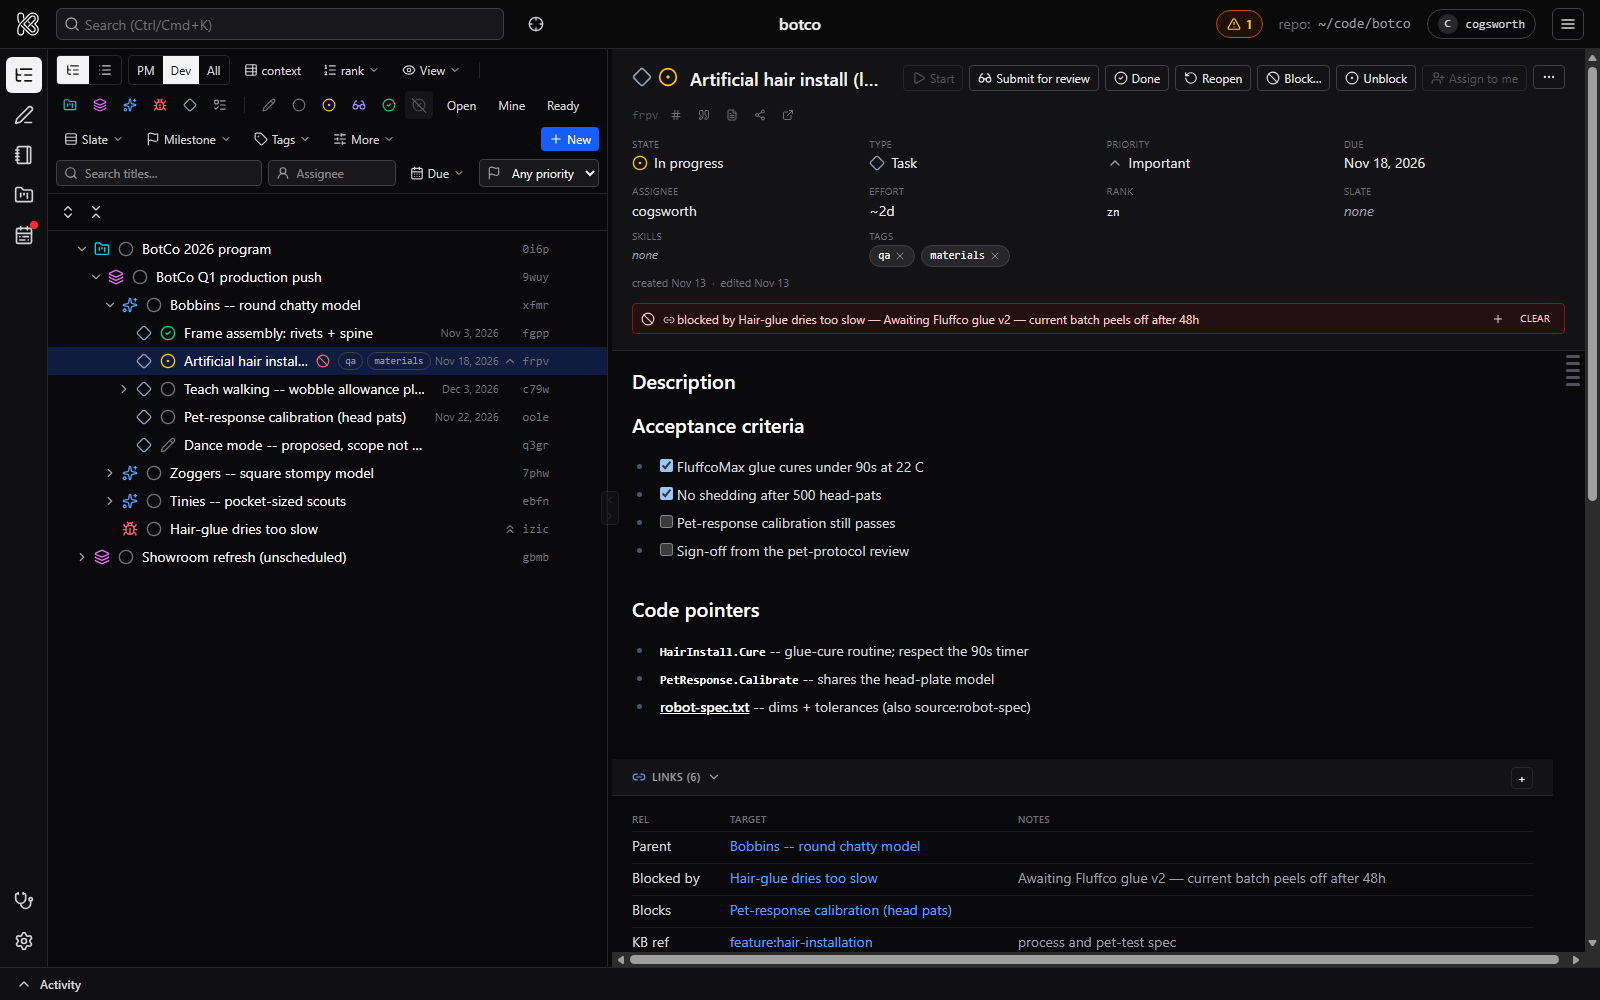 Search (Ctrl/Cmd+K)
botco
1
repo: ~/code/botco
C cogsworth
PM Dev All context rank View
Open Mine Ready
Slate Milestone Tags More
+ New
Search titles... Assignee Due Any priority
BotCo 2026 program 0i6p
BotCo Q1 production push 9wuy
Bobbins -- round chatty model xfmr
Frame assembly: rivets + spine Nov 3, 2026 fgpp
Artificial hair instal... qa materials Nov 18, 2026 frpv
Teach walking -- wobble allowance pl... Dec 3, 2026 c79w
Pet-response calibration (head pats) Nov 22, 2026 oole
Dance mode -- proposed, scope not ... q3gr
Zoggers -- square stompy model 7phw
Tinies -- pocket-sized scouts ebfn
Hair-glue dries too slow izic
Showroom refresh (unscheduled) gbmb
Artificial hair install (l...
Start Submit for review Done Reopen Block... Unblock Assign to me ...
frpv #
STATE TYPE PRIORITY DUE
In progress Task Important Nov 18, 2026
ASSIGNEE EFFORT RANK SLATE
cogsworth ~2d zn none
SKILLS TAGS
none qa × materials ×
created Nov 13 · edited Nov 13
blocked by Hair-glue dries too slow — Awaiting Fluffco glue v2 — current batch peels off after 48h + CLEAR
Description
Acceptance criteria
FluffcoMax glue cures under 90s at 22 C
No shedding after 500 head-pats
Pet-response calibration still passes
Sign-off from the pet-protocol review
Code pointers
HairInstall.Cure -- glue-cure routine; respect the 90s timer
PetResponse.Calibrate -- shares the head-plate model
robot-spec.txt -- dims + tolerances (also source:robot-spec)
LINKS (6) +
REL TARGET NOTES
Parent Bobbins -- round chatty model
Blocked by Hair-glue dries too slow Awaiting Fluffco glue v2 — current batch peels off after 48h
Blocks Pet-response calibration (head pats)
KB ref feature:hair-installation process and pet-test spec
Activity